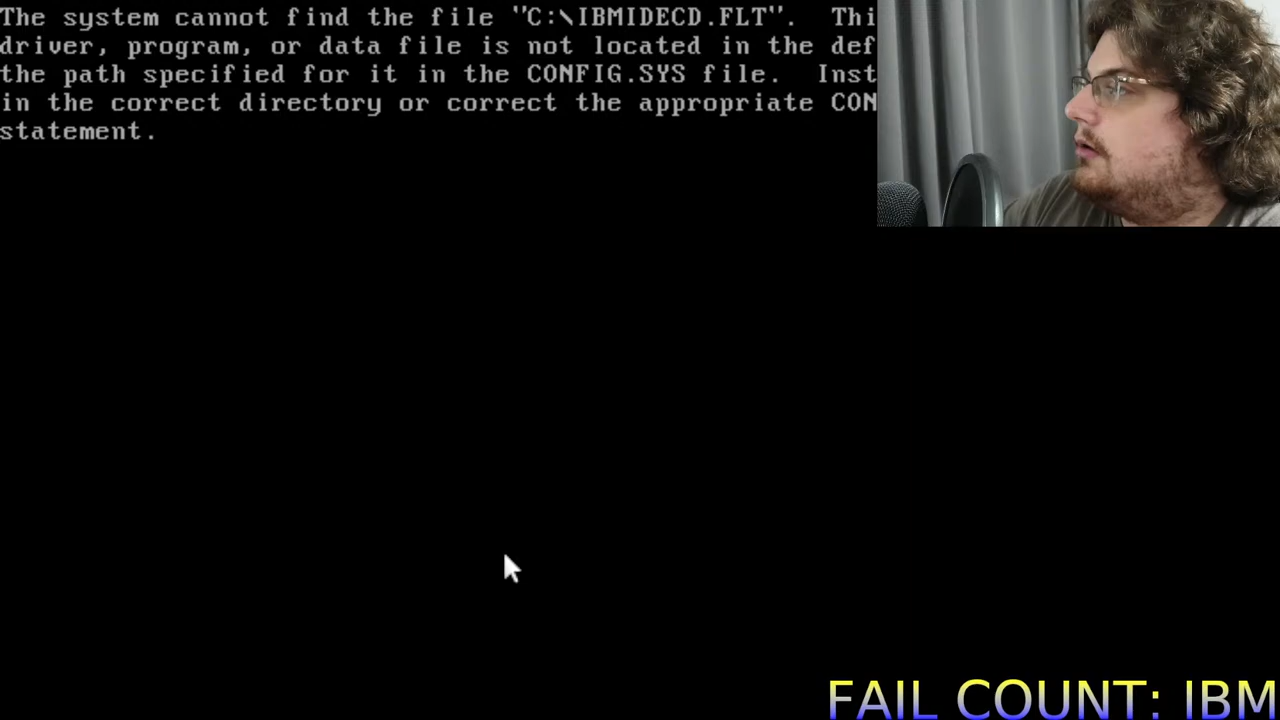 The system cannot find the file "C:\IBMIDECD.FLT".  Thi
driver, program, or data file is not located in the def
the path specified for it in the CONFIG.SYS file.  Inst
in the correct directory or correct the appropriate CON
statement.
FAIL COUNT: IBM